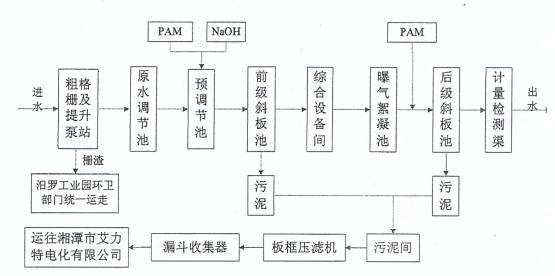 PAM
NaOH
PAM
进水
粗格栅及提升泵站
原水调节池
预调节池
前级斜板池
综合设备间
曝气絮凝池
后级斜板池
计量检测渠
出水
栅渣
汨罗工业园环卫
部门统一运走
污泥
污泥
运往湘潭市艾力
特电化有限公司
漏斗收集器
板框压滤机
污泥间